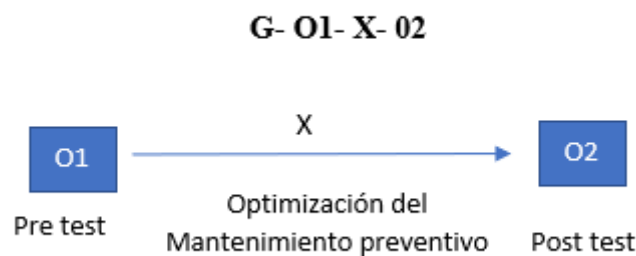 G- O1- X- 02
X
O1
O2
Optimización del
Pre test
Mantenimiento preventivo
Post test